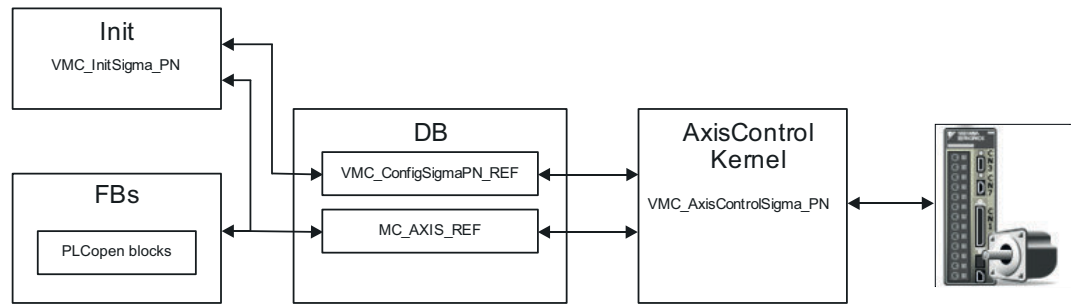 Init
VMC_InitSigma_PN
FBs
PLCopen blocks
DB
VMC_ConfigSigmaPN_REF
MC_AXIS_REF
AxisControl
Kernel
VMC_AxisControlSigma_PN